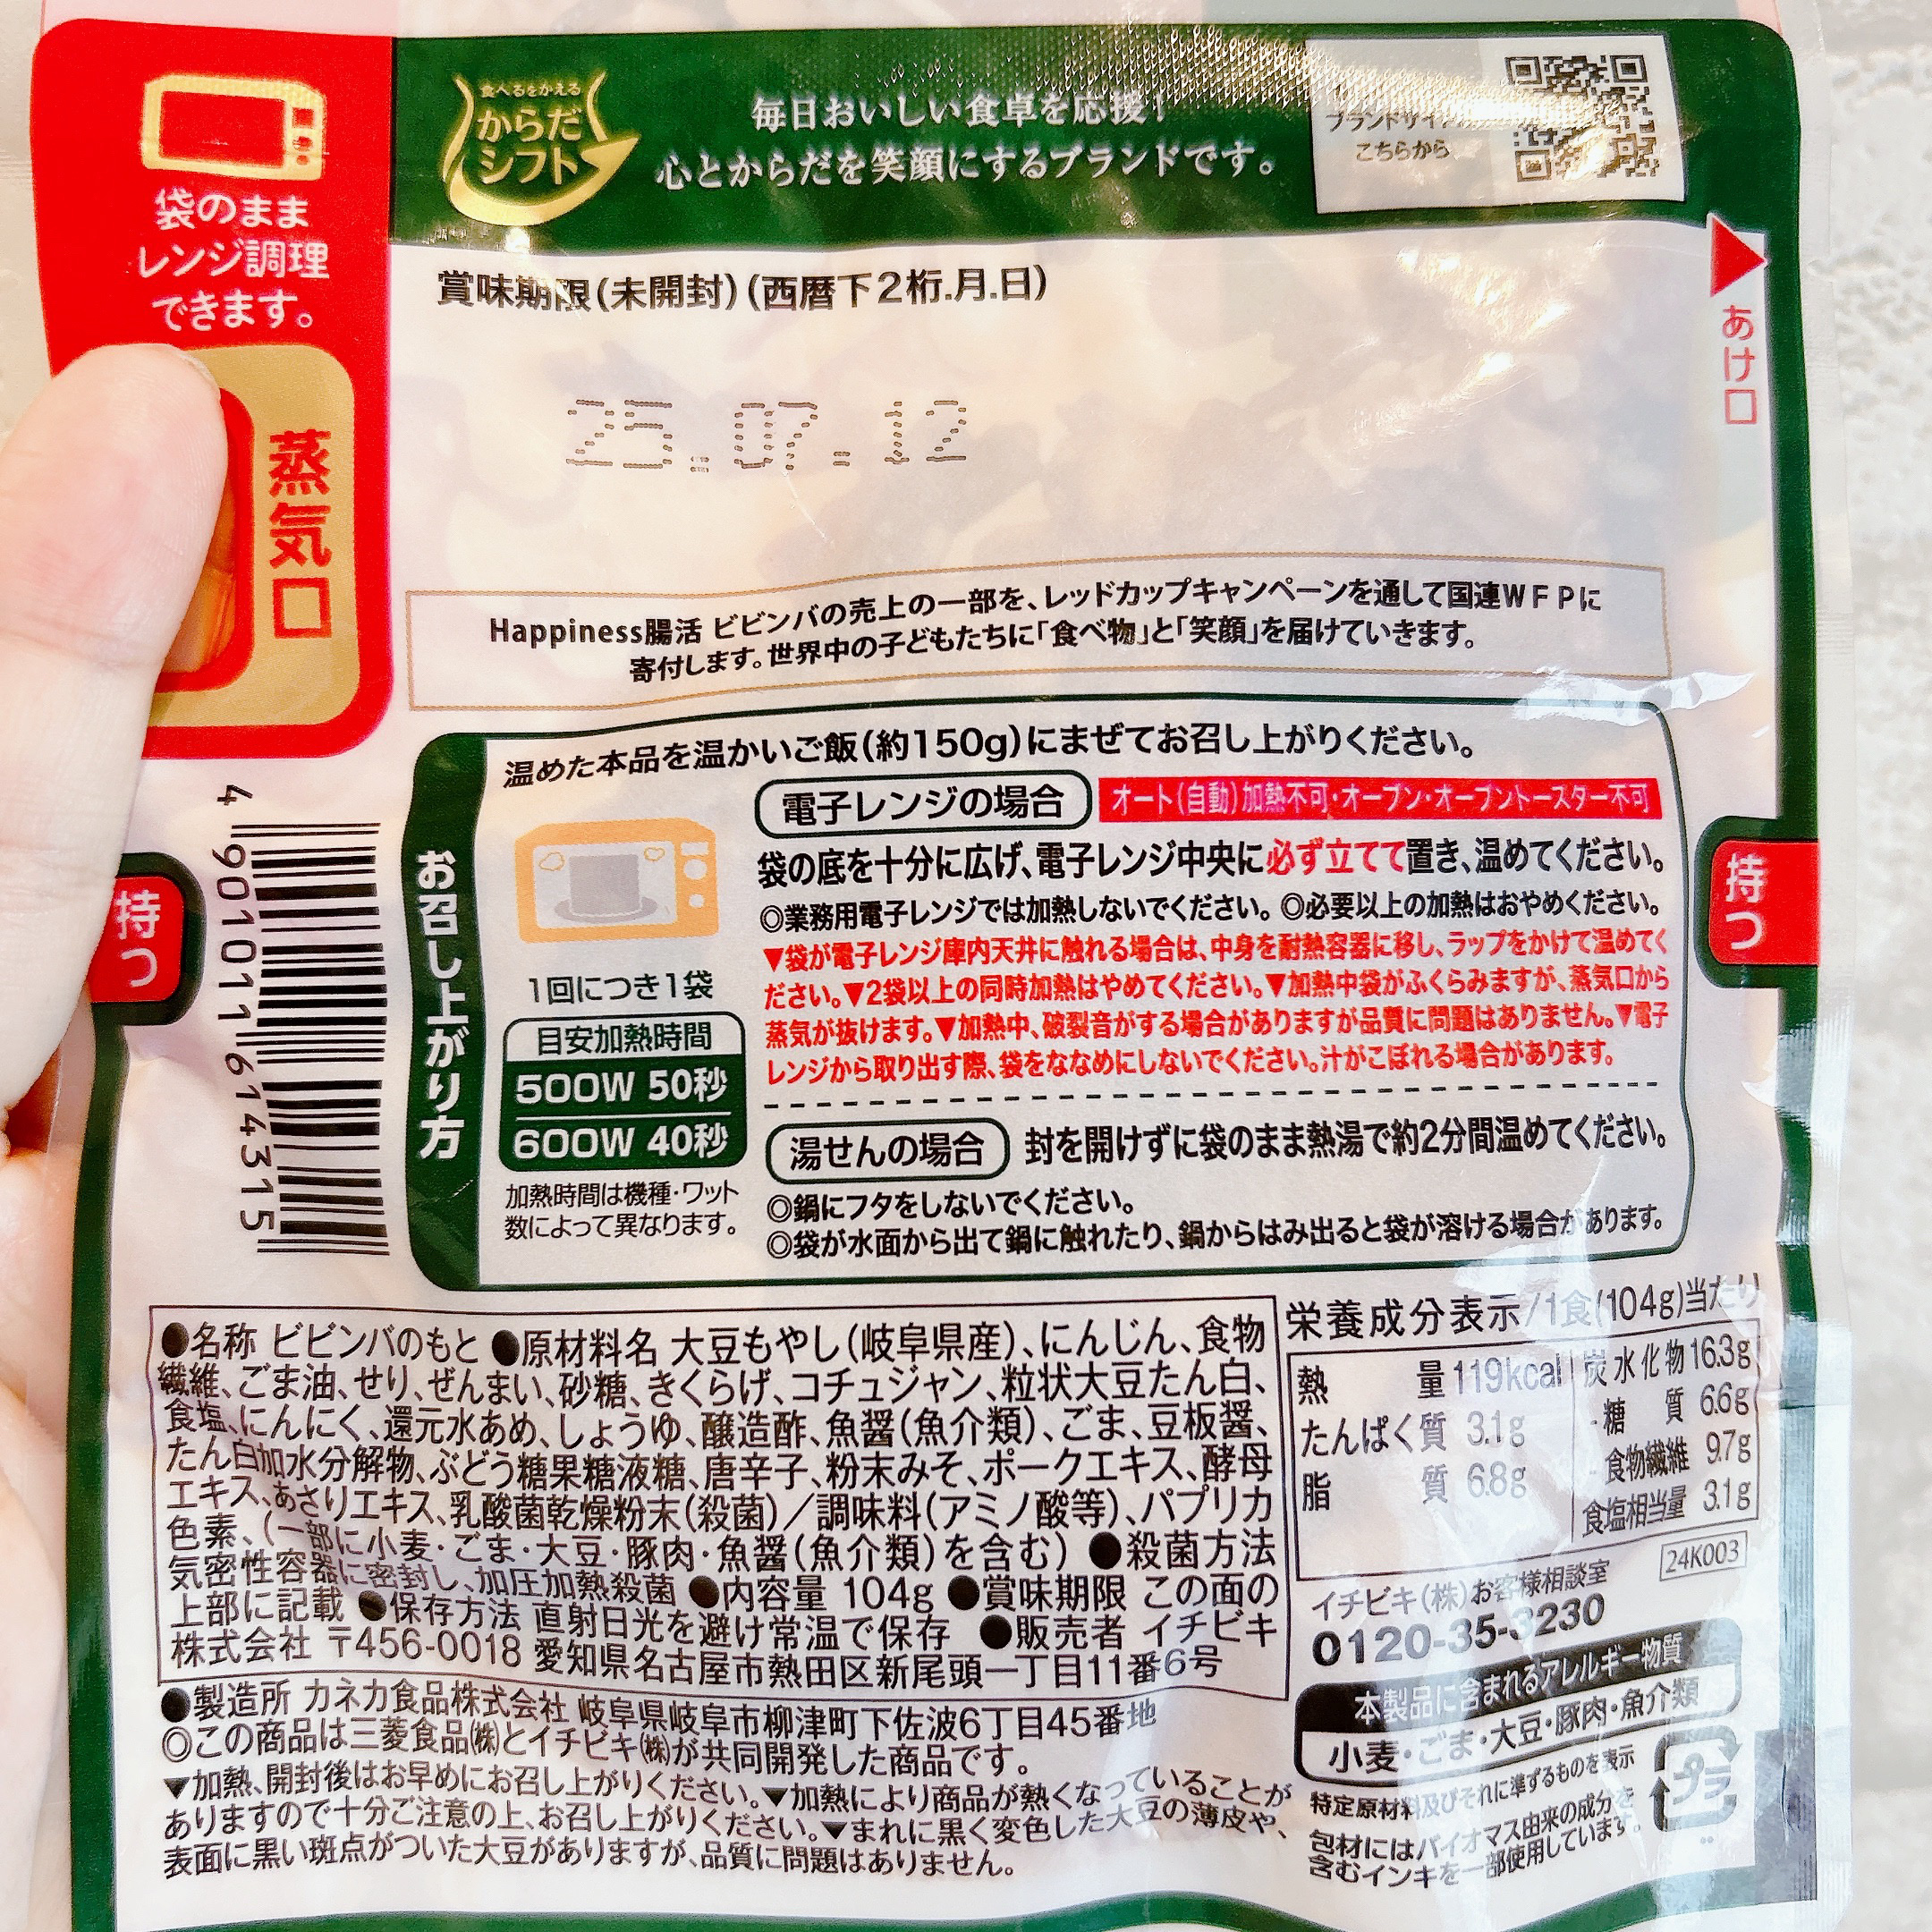 食べるをかえる
からだ
シフト
毎日おいしい食卓を応援！
心とからだを笑顔にするブランドです。
ブランドサイト
こちらから
袋のまま
レンジ調理
できます。
蒸気口
あけ口
賞味期限(未開封)(西暦下2桁.月.日)
25.07.12
Happiness腸活 ビビンバの売上の一部を、レッドカップキャンペーンを通して国連WFPに
寄付します。世界中の子どもたちに「食べ物」と「笑顔」を届けていきます。
お召し上がり方
温めた本品を温かいご飯(約150g)にまぜてお召し上がりください。
電子レンジの場合 オート(自動)加熱不可・オーブン・オーブントースター不可
袋の底を十分に広げ、電子レンジ中央に必ず立てて置き、温めてください。
◎業務用電子レンジでは加熱しないでください。◎必要以上の加熱はおやめください。
▼袋が電子レンジ庫内天井に触れる場合は、中身を耐熱容器に移し、ラップをかけて温めてく
ださい。▼2袋以上の同時加熱はやめてください。▼加熱中袋がふくらみますが、蒸気口から
蒸気が抜けます。▼加熱中、破裂音がする場合がありますが品質に問題はありません。▼電子
レンジから取り出す際、袋をななめにしないでください。汁がこぼれる場合があります。
1回につき1袋
目安加熱時間
500W 50秒
600W 40秒
加熱時間は機種・ワット
数によって異なります。
湯せんの場合 封を開けずに袋のまま熱湯で約2分間温めてください。
◎鍋にフタをしないでください。
◎袋が水面から出て鍋に触れたり、鍋からはみ出ると袋が溶ける場合があります。
持つ
持つ
4 901011 614315
●名称 ビビンバのもと ●原材料名 大豆もやし(岐阜県産)、にんじん、食物
繊維、ごま油、せり、ぜんまい、砂糖、きくらげ、コチュジャン、粒状大豆たん白、
食塩、にんにく、還元水あめ、しょうゆ、醸造酢、魚醤(魚介類)、ごま、豆板醤、
たん白加水分解物、ぶどう糖果糖液糖、唐辛子、粉末みそ、ポークエキス、酵母
エキス、あさりエキス、乳酸菌乾燥粉末(殺菌)／調味料(アミノ酸等)、パプリカ
色素、(一部に小麦・ごま・大豆・豚肉・魚醤(魚介類)を含む) ●殺菌方法
気密性容器に密封し、加圧加熱殺菌 ●内容量 104g ●賞味期限 この面の
上部に記載 ●保存方法 直射日光を避け常温で保存 ●販売者 イチビキ
株式会社 〒456-0018 愛知県名古屋市熱田区新尾頭一丁目11番6号
●製造所 カネカ食品株式会社 岐阜県岐阜市柳津町下佐波6丁目45番地
◎この商品は三菱食品㈱とイチビキ㈱が共同開発した商品です。
▼加熱、開封後はお早めにお召し上がりください。▼加熱により商品が熱くなっていることが
ありますので十分ご注意の上、お召し上がりください。▼まれに黒く変色した大豆の薄皮や、
表面に黒い斑点がついた大豆がありますが、品質に問題はありません。
栄養成分表示/1食(104g)当たり
熱量 119kcal
たんぱく質 3.1g
脂質 6.8g
炭水化物 16.3g
-糖質 6.6g
-食物繊維 9.7g
食塩相当量 3.1g
24K003
イチビキ(株)お客様相談室
0120-35-3230
本製品に含まれるアレルギー物質
小麦・ごま・大豆・豚肉・魚介類
特定原材料及びそれに準ずるものを表示
包材にはバイオマス由来の成分を
含むインキを一部使用しています。
プラ